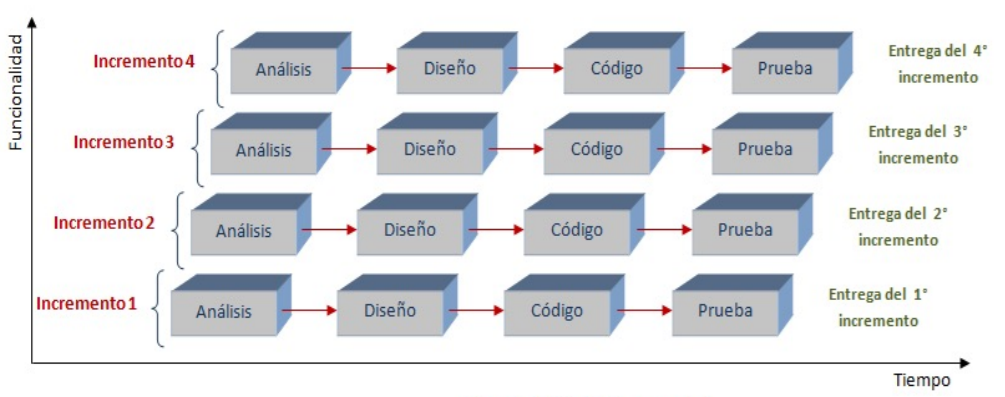 Funcionalidad
Incremento 4
Análisis
Diseño
Código
Prueba
Entrega del 4°
incremento
Incremento 3
Análisis
Diseño
Código
Prueba
Entrega del 3°
incremento
Incremento 2
Análisis
Diseño
Código
Prueba
Entrega del 2°
incremento
Incremento 1
Análisis
Diseño
Código
Prueba
Entrega del 1°
incremento
Tiempo